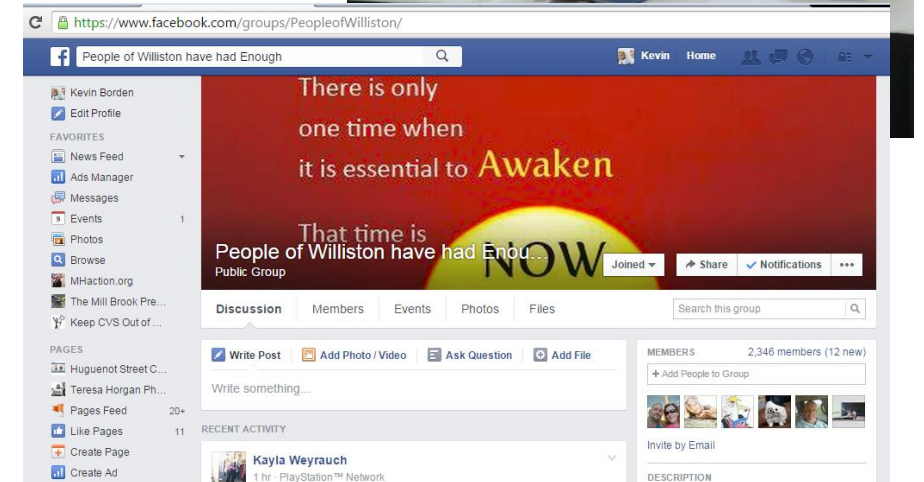 https://www.facebook.com/groups/PeopleofWilliston/
People of Williston have had Enough
Kevin Home
Kevin Borden
Edit Profile
FAVORITES
News Feed
Ads Manager
Messages
9 Events 1
Photos
Browse
MHaction.org
The Mill Brook Pre...
Keep CVS Out of ...
PAGES
Huguenot Street C...
Teresa Horgan Ph...
Pages Feed 20+
Like Pages 11
Create Page
Create Ad
There is only
one time when
it is essential to Awaken
That time is
NOW
People of Williston have had Enou...
Public Group
Joined
Share
Notifications
Discussion Members Events Photos Files
Search this group
Write Post Add Photo / Video Ask Question Add File
Write something...
RECENT ACTIVITY
Kayla Weyrauch
1 hr · PlayStation™ Network
MEMBERS 2,346 members (12 new)
+ Add People to Group
Invite by Email
DESCRIPTION